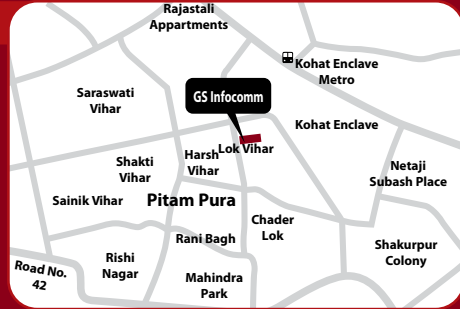 Rajastali
Appartments
Kohat Enclave
Metro
Saraswati
Vihar
GS Infocomm
Kohat Enclave
Lok Vihar
Harsh
Vihar
Shakti
Vihar
Netaji
Subash Place
Sainik Vihar
Pitam Pura
Chader
Lok
Rani Bagh
Shakurpur
Colony
Rishi
Nagar
Road No.
42
Mahindra
Park